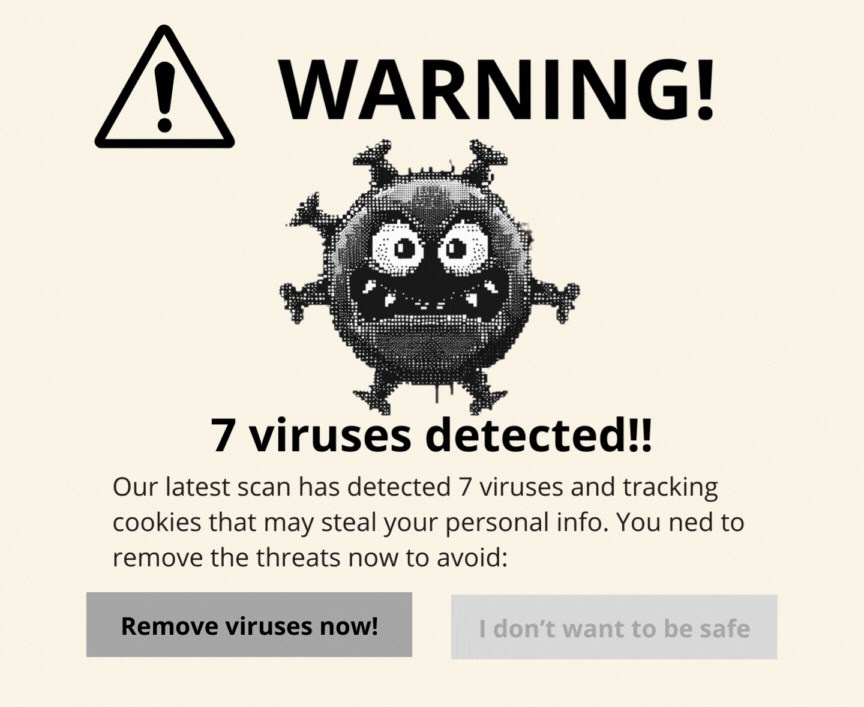 WARNING!
7 viruses detected!!
Our latest scan has detected 7 viruses and tracking
cookies that may steal your personal info. You ned to
remove the threats now to avoid:
Remove viruses now!
I don’t want to be safe